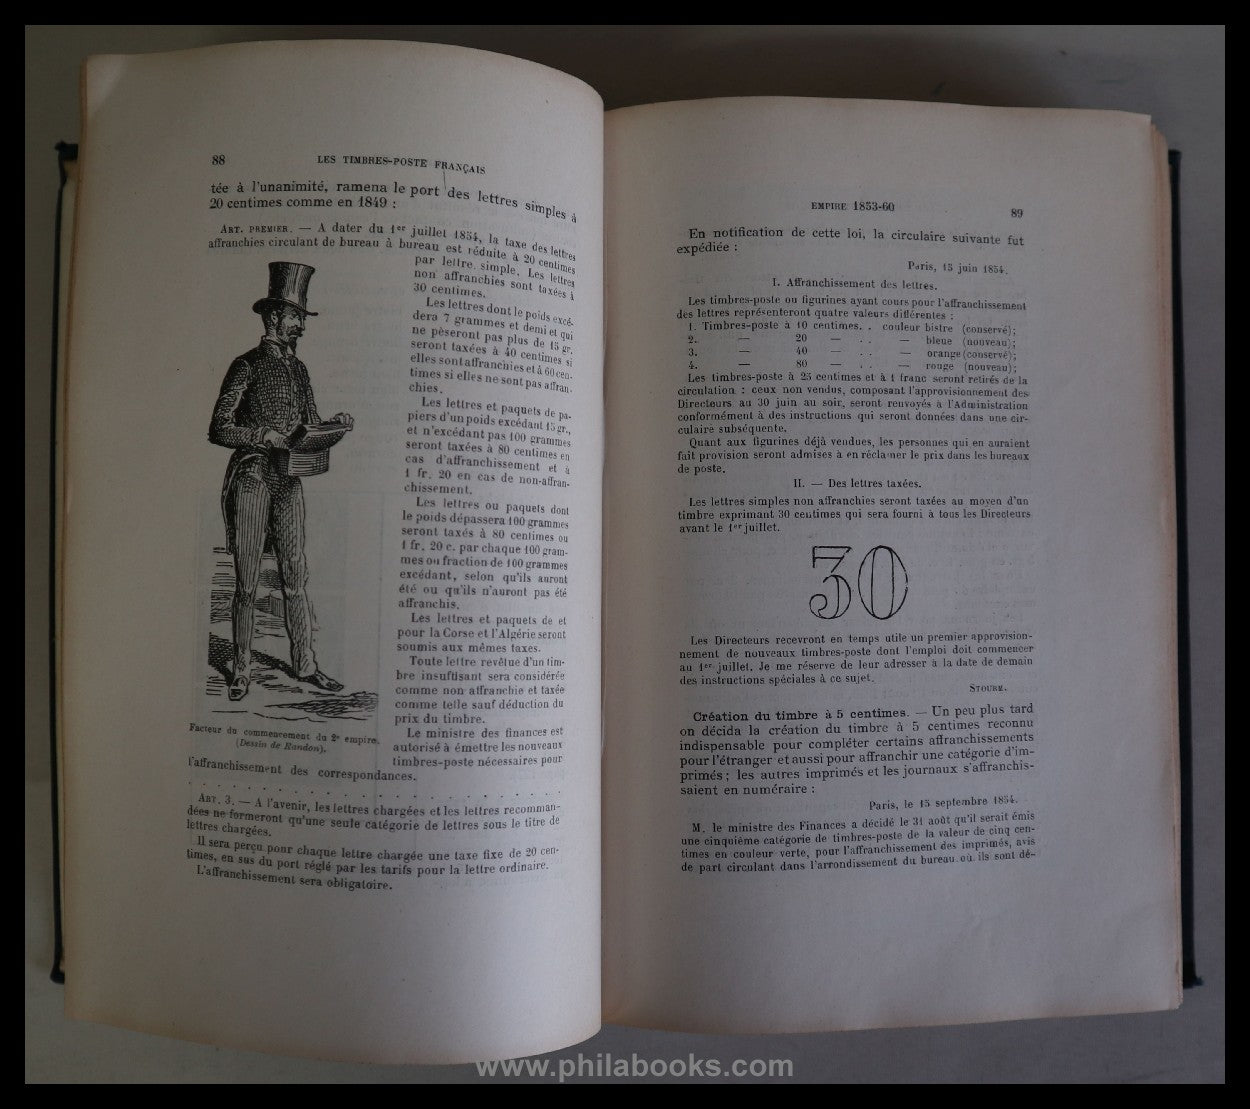 88
LES TIMBRES-POSTE FRANÇAIS
tée à l'unanimité, ramena le port des lettres simples à
20 centimes comme en 1849 :
ART. PREMIER. — A dater du 1er juillet 1854, la taxe des lettres
affranchies circulant de bureau à bureau est réduite à 20 centimes
par lettre simple. Les lettres
non affranchies sont taxées à
30 centimes.
Les lettres dont le poids excé-
dera 7 grammes et demi et qui
ne pèseront pas plus de 15 gr.
seront taxées à 40 centimes si
elles sont affranchies et à 60 cen-
times si elles ne sont pas affran-
chies.
Les lettres et paquets de pa-
piers d'un poids excédant 15 gr.,
et n'excédant pas 100 grammes
seront taxées à 80 centimes en
cas d'affranchissement et à
1 fr. 20 en cas de non-affran-
chissement.
Les lettres ou paquets dont
le poids dépassera 100 grammes
seront taxés à 80 centimes ou
1 fr. 20 c. par chaque 100 gram-
mes ou fraction de 100 grammes
excédant, selon qu'ils auront
été ou qu'ils n'auront pas été
affranchis.
Les lettres et paquets de et
pour la Corse et l'Algérie seront
soumis aux mêmes taxes.
Toute lettre revêtue d'un tim-
bre insuffisant sera considérée
comme non affranchie et taxée
comme telle sauf déduction du
prix du timbre.
Le ministre des finances est
autorisé à émettre les nouveaux
timbres-poste nécessaires pour
Facteur du commencement du 2e empire.
(Dessin de Randon).
l'affranchissement des correspondances.
. . . . . . . . . . . . . . . . . . . . . . . .
ART. 3. — A l'avenir, les lettres chargées et les lettres recomman-
dées ne formeront qu'une seule catégorie de lettres sous le titre de
lettres chargées.
Il sera perçu pour chaque lettre chargée une taxe fixe de 20 cen-
times, en sus du port réglé par les tarifs pour la lettre ordinaire.
L'affranchissement sera obligatoire.
EMPIRE 1853-60
89
En notification de cette loi, la circulaire suivante fut
expédiée :
Paris, 15 juin 1854.
I. Affranchissement des lettres.
Les timbres-poste ou figurines ayant cours pour l'affranchissement
des lettres représenteront quatre valeurs différentes :
1. Timbres-poste à 10 centimes. . couleur bistre (conservé);
2. — 20 — . . — bleue (nouveau);
3. — 40 — . . — orange (conservé);
4. — 80 — . . — rouge (nouveau);
Les timbres-poste à 25 centimes et à 1 franc seront retirés de la
circulation : ceux non vendus, composant l'approvisionnement des
Directeurs au 30 juin au soir, seront renvoyés à l'Administration
conformément à des instructions qui seront données dans une cir-
culaire subséquente.
Quant aux figurines déjà vendues, les personnes qui en auraient
fait provision seront admises à en réclamer le prix dans les bureaux
de poste.
II. — Des lettres taxées.
Les lettres simples non affranchies seront taxées au moyen d'un
timbre exprimant 30 centimes qui sera fourni à tous les Directeurs
avant le 1er juillet.
30
Les Directeurs recevront en temps utile un premier approvision-
nement de nouveaux timbres-poste dont l'emploi doit commencer
au 1er juillet. Je me réserve de leur adresser à la date de demain
des instructions spéciales à ce sujet.
STOURM.
Création du timbre à 5 centimes. — Un peu plus tard
on décida la création du timbre à 5 centimes reconnu
indispensable pour compléter certains affranchissements
pour l'étranger et aussi pour affranchir une catégorie d'im-
primés; les autres imprimés et les journaux s'affranchis-
saient en numéraire :
Paris, le 15 septembre 1854.
M. le ministre des Finances a décidé le 31 août qu'il serait émis
une cinquième catégorie de timbres-poste de la valeur de cinq cen-
times en couleur verte, pour l'affranchissement des imprimés, avis
de part circulant dans l'arrondissement du bureau où ils sont dé-
www.philabooks.com